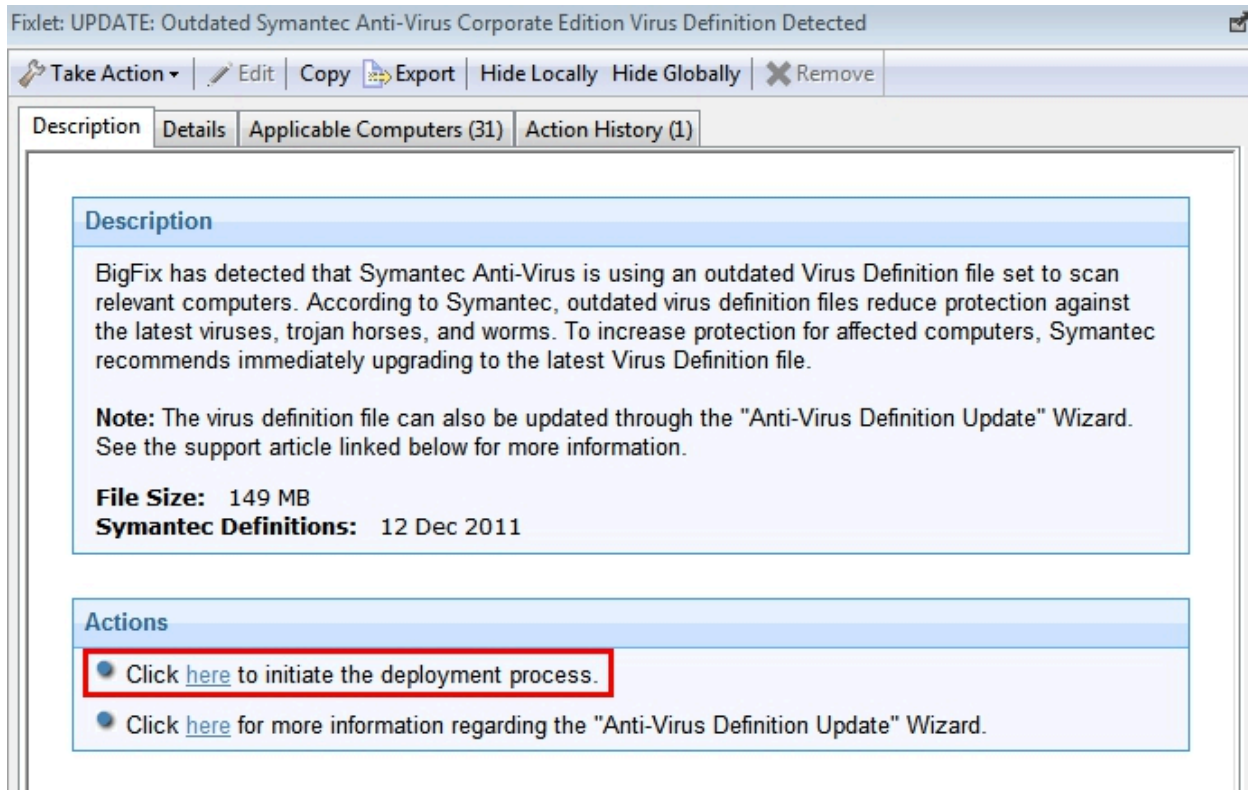 Fixlet: UPDATE: Outdated Symantec Anti-Virus Corporate Edition Virus Definition Detected
Take Action Edit Copy Export Hide Locally Hide Globally Remove
Description Details Applicable Computers (31) Action History (1)
Description
BigFix has detected that Symantec Anti-Virus is using an outdated Virus Definition file set to scan
relevant computers. According to Symantec, outdated virus definition files reduce protection against
the latest viruses, trojan horses, and worms. To increase protection for affected computers, Symantec
recommends immediately upgrading to the latest Virus Definition file.
Note: The virus definition file can also be updated through the "Anti-Virus Definition Update" Wizard.
See the support article linked below for more information.
File Size: 149 MB
Symantec Definitions: 12 Dec 2011
Actions
Click here to initiate the deployment process.
Click here for more information regarding the "Anti-Virus Definition Update" Wizard.